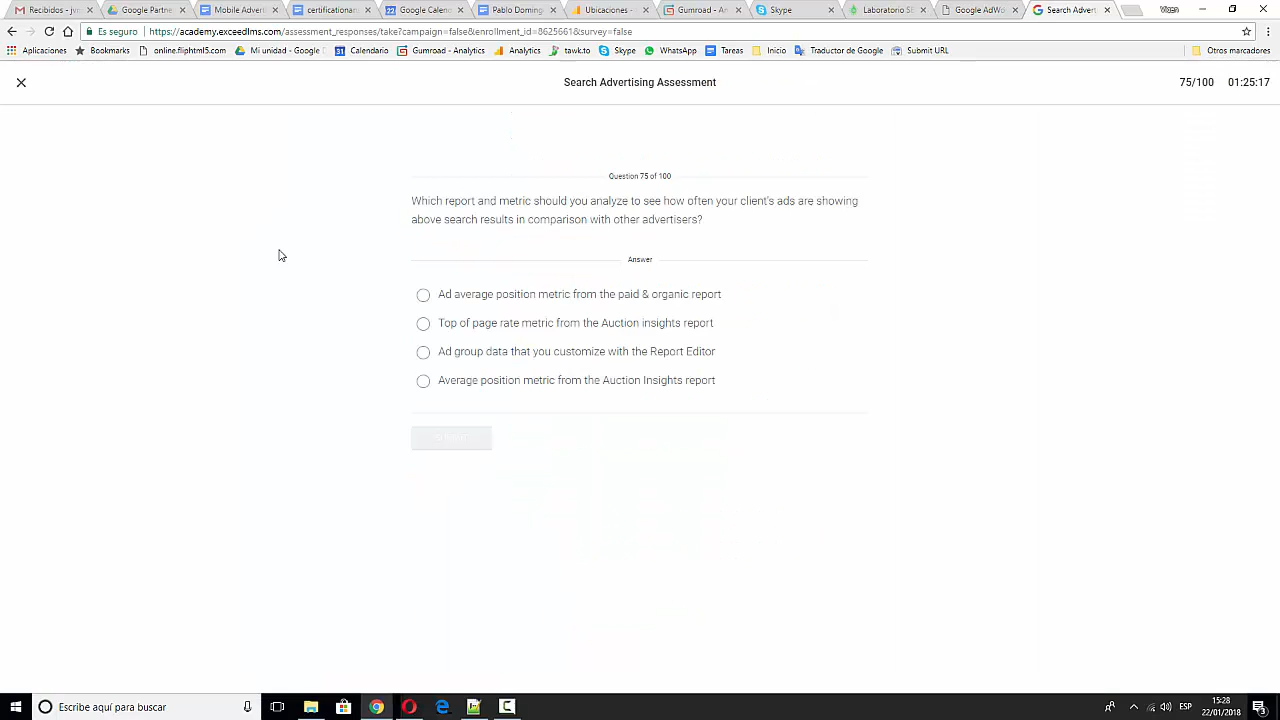 Recibidos - jv
Google Partne
Mobile Advert
certificationan
Google Calend
Pablo Doming
Ubicaciones -
Gumroad - An
Skype
Laboratorio SE
Google AdWo
Search Advert
Es seguro
https://academy.exceedlms.com/assessment_responses/take?campaign=false&enrollment_id=8625661&survey=false
Aplicaciones
Bookmarks
online.fliphtml5.com
Mi unidad - Google D
31
Calendario
Gumroad - Analytics
Analytics
tawk.to
Skype
WhatsApp
Tareas
Inicio
Traductor de Google
Submit URL
Otros marcadores
Search Advertising Assessment
75/100 01:25:17
Question 75 of 100
Which report and metric should you analyze to see how often your client's ads are showing
above search results in comparison with other advertisers?
Answer
Ad average position metric from the paid & organic report
Top of page rate metric from the Auction insights report
Ad group data that you customize with the Report Editor
Average position metric from the Auction Insights report
Escribe aquí para buscar
ESP
15:28
22/01/2018